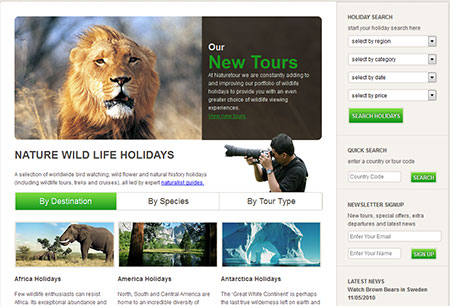 Our
New Tours
At Naturetour we are constantly adding to
and improving our portfolio of wildlife
holidays to provide you with an even
greater choice of wildlife viewing
experiences.
View new tours
NATURE WILD LIFE HOLIDAYS
A selection of worldwide bird watching, wild flower and natural history holidays
(including wildlife tours, treks and cruises), all led by expert naturalist guides.
By Destination
By Species
By Tour Type
Africa Holidays
Few wildlife enthusiasts can resist
Africa. Its exceptional abundance and
America Holidays
North, South and Central America are
home to an incredible diversity of
Antarctica Holidays
The 'Great White Continent' is perhaps
the last true wilderness left on earth and
HOLIDAY SEARCH
start your holiday search here
select by region
select by category
select by date
select by price
SEARCH HOLIDAYS
QUICK SEARCH
enter a country or tour code
Country Code
SEARCH
NEWSLETTER SIGNUP
New tours, special offers, extra
departures and latest news
Enter Your Email
Enter Your Name
SIGN UP
LATEST NEWS
Watch Brown Bears in Sweden
11/05/2010